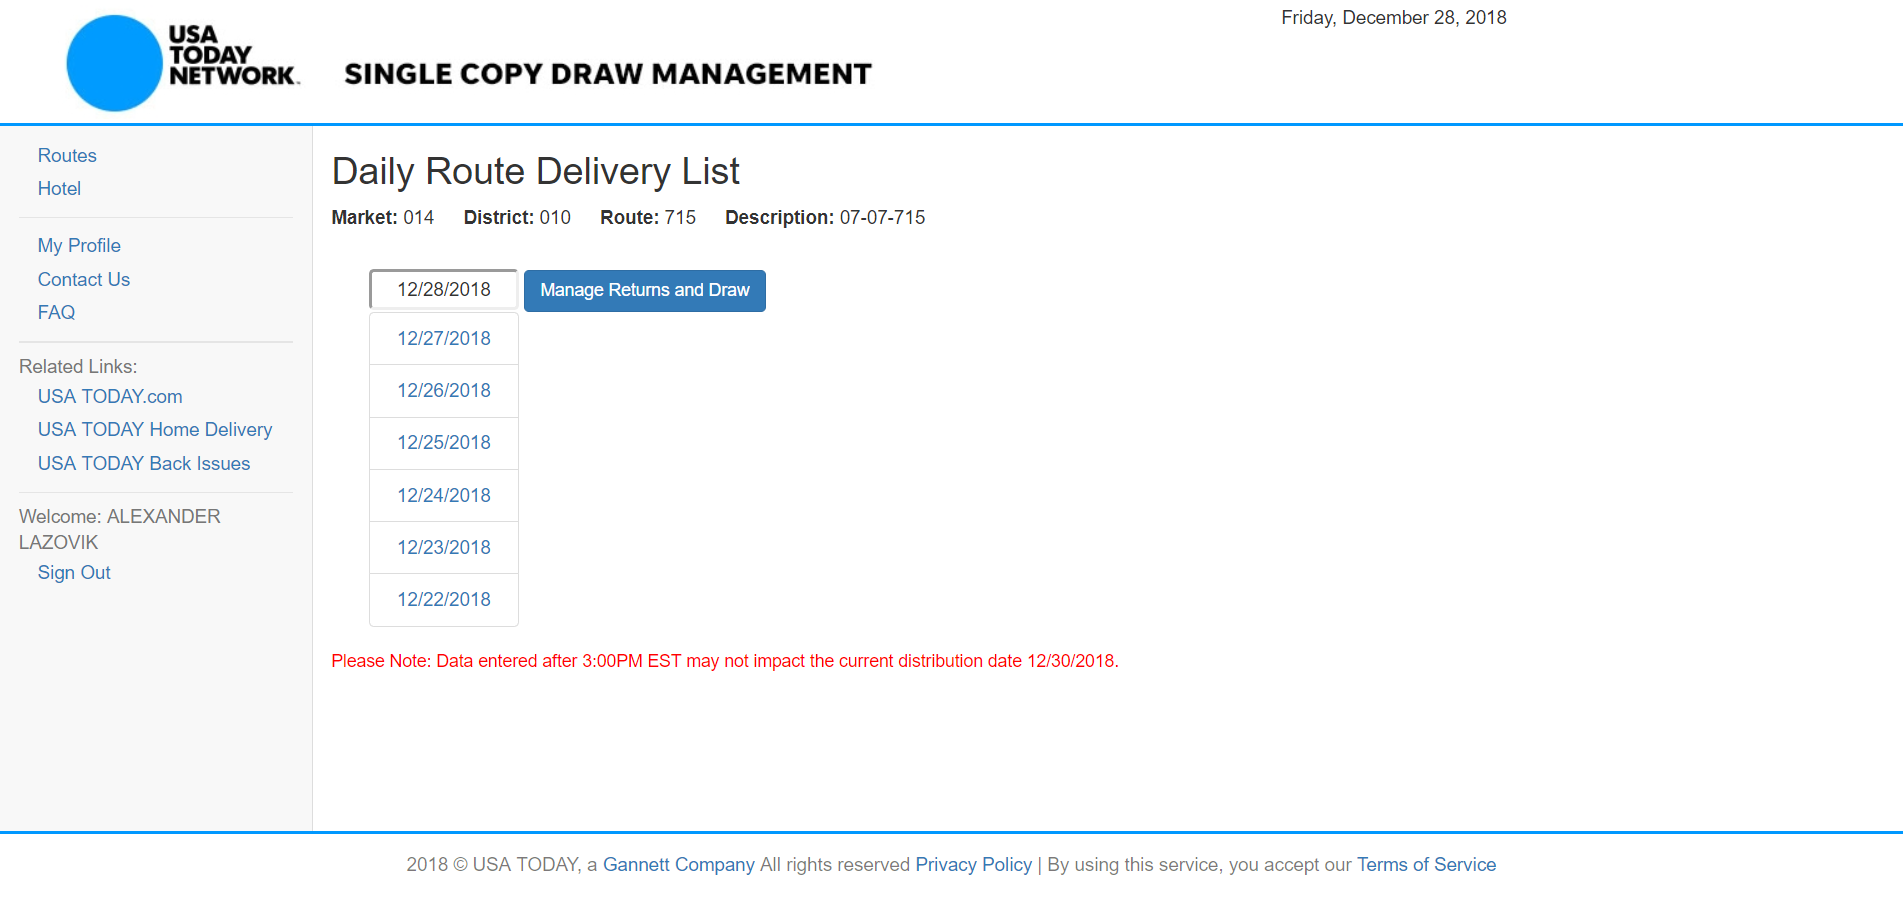 USA
TODAY
NETWORK™
SINGLE COPY DRAW MANAGEMENT
Friday, December 28, 2018
Routes
Hotel
My Profile
Contact Us
FAQ
Related Links:
USA TODAY.com
USA TODAY Home Delivery
USA TODAY Back Issues
Welcome: ALEXANDER
LAZOVIK
Sign Out
Daily Route Delivery List
Market: 014 District: 010 Route: 715 Description: 07-07-715
12/28/2018 Manage Returns and Draw
12/27/2018
12/26/2018
12/25/2018
12/24/2018
12/23/2018
12/22/2018
Please Note: Data entered after 3:00PM EST may not impact the current distribution date 12/30/2018.
2018 © USA TODAY, a Gannett Company All rights reserved Privacy Policy | By using this service, you accept our Terms of Service